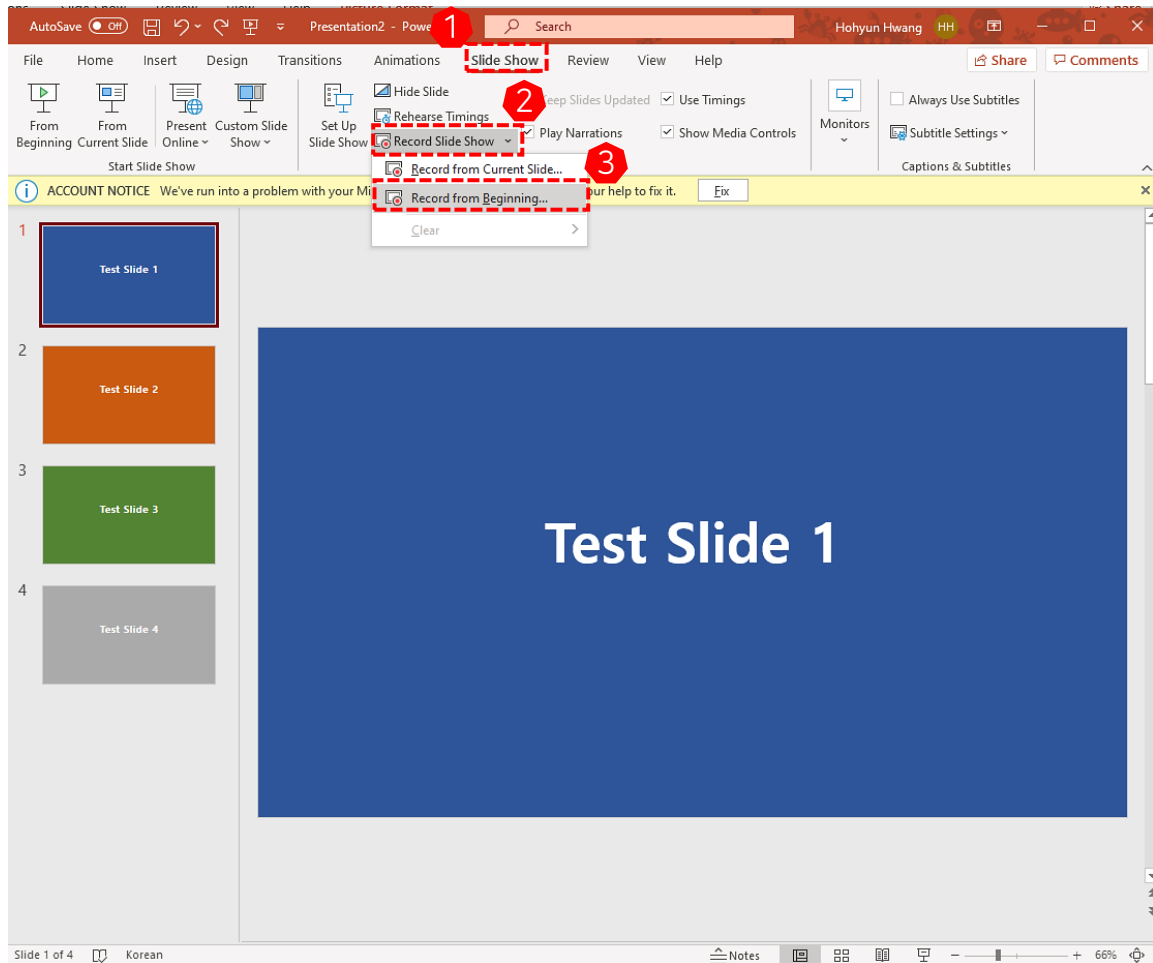 AutoSave Off Presentation2 - Search Hohyun Hwang HH
File Home Insert Design Transitions Animations Slide Show Review View Help Share Comments
1
From Beginning
From Current Slide
Present Online
Custom Slide Show
Start Slide Show
Set Up Slide Show
Hide Slide
Rehearse Timings
Record Slide Show
2
Slides Updated
Play Narrations
Use Timings
Show Media Controls
Monitors
Always Use Subtitles
Subtitle Settings
Captions & Subtitles
Record from Current Slide...
3
Record from Beginning...
Clear
ACCOUNT NOTICE We've run into a problem with your help to fix it. Fix
1
Test Slide 1
2
Test Slide 2
3
Test Slide 3
4
Test Slide 4
Test Slide 1
Slide 1 of 4 Korean Notes 66%